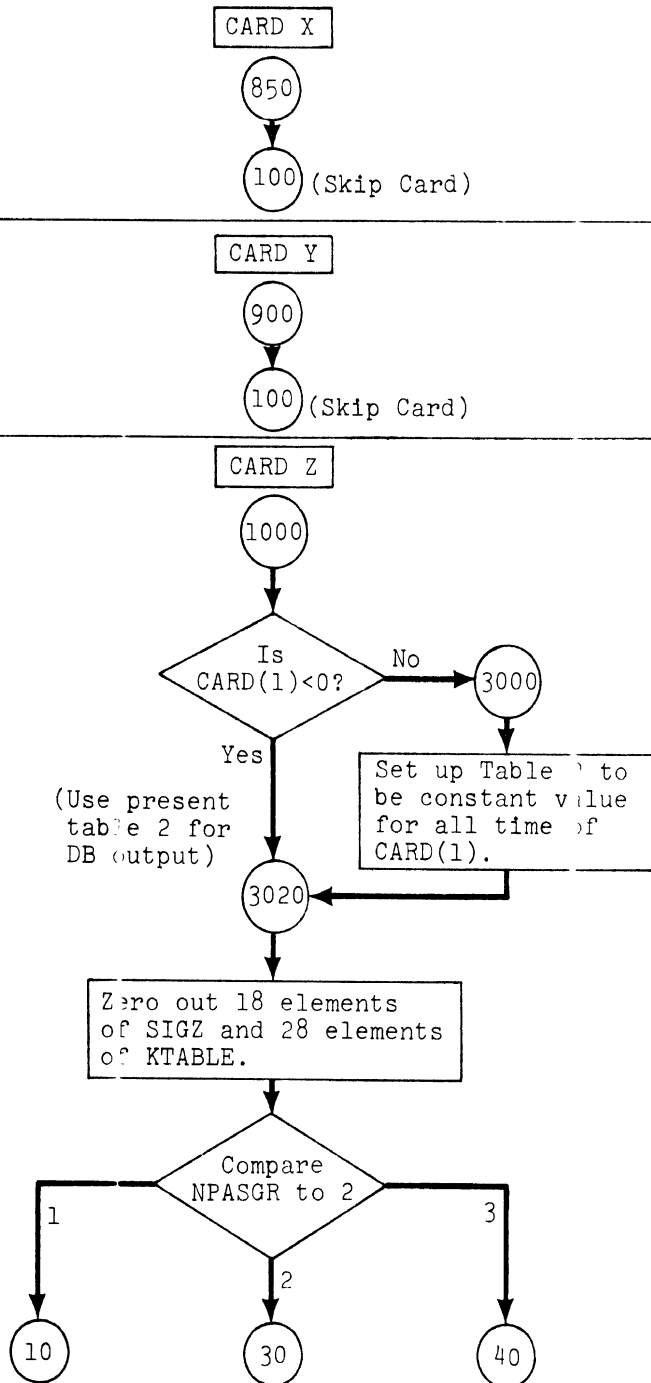 CARD X
850
100 (Skip Card)
CARD Y
900
100 (Skip Card)
CARD Z
1000
Is
CARD(1)<0?
No
3000
Yes
(Use present
table 2 for
DB output)
Set up Table to
be constant value
for all time of
CARD(1).
3020
Zero out 18 elements
of SIGZ and 28 elements
of KTABLE.
Compare
NPASGR to 2
1
2
3
10
30
40